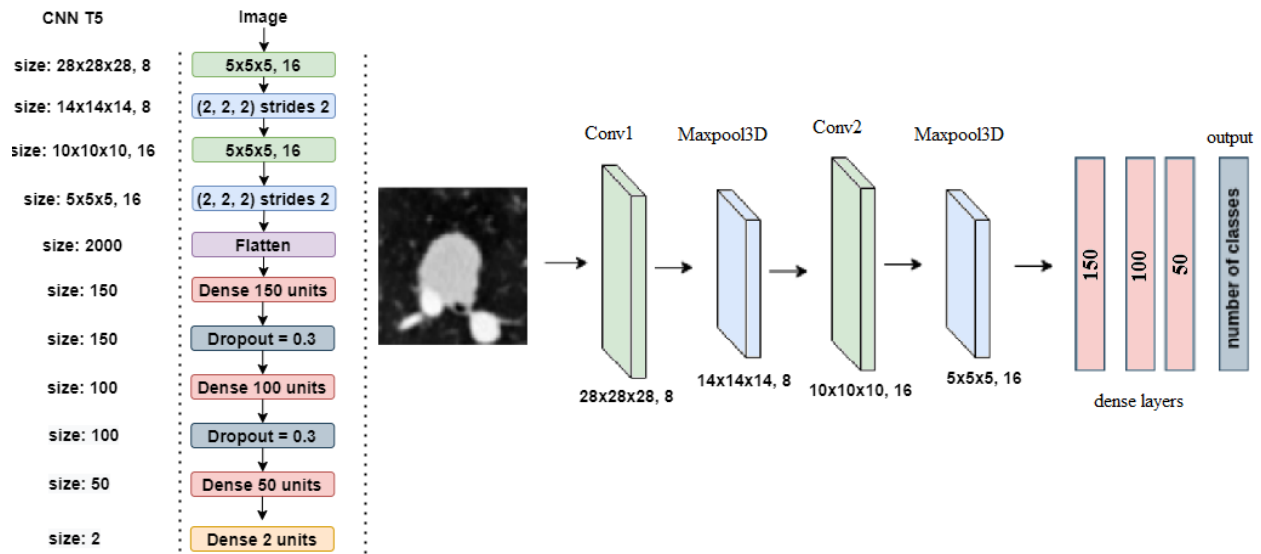 CNN T5
Image
size: 28x28x28, 8
5x5x5, 16
size: 14x14x14, 8
(2, 2, 2) strides 2
size: 10x10x10, 16
5x5x5, 16
size: 5x5x5, 16
(2, 2, 2) strides 2
size: 2000
Flatten
size: 150
Dense 150 units
size: 150
Dropout = 0.3
size: 100
Dense 100 units
size: 100
Dropout = 0.3
size: 50
Dense 50 units
size: 2
Dense 2 units
Conv1
Maxpool3D
Conv2
Maxpool3D
output
28x28x28, 8
14x14x14, 8
10x10x10, 16
5x5x5, 16
150
100
50
number of classes
dense layers